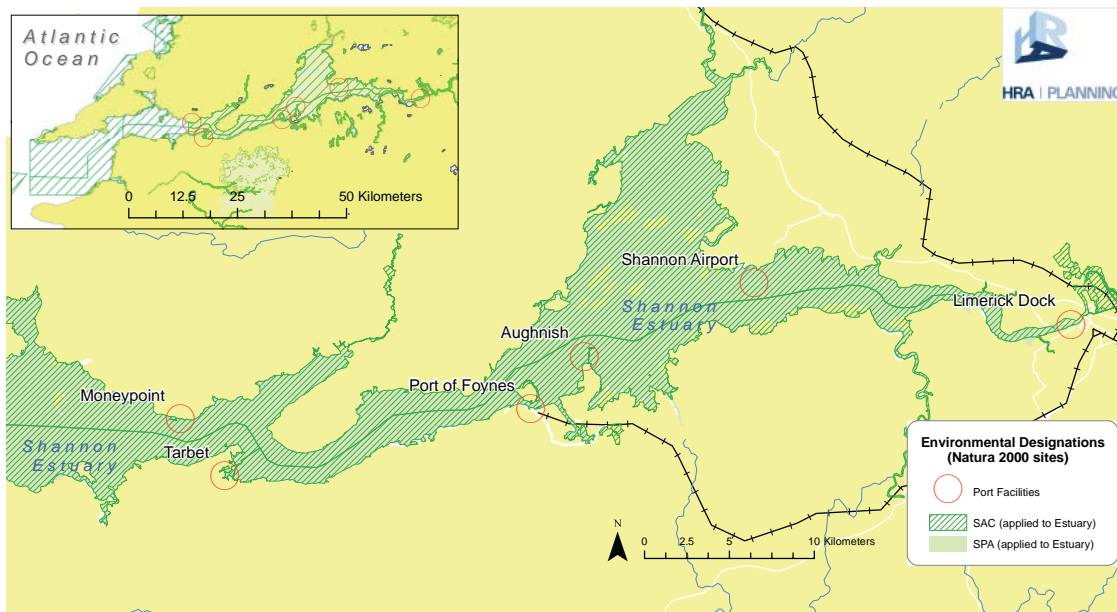 Atlantic
Ocean
0 12.5 25 50 Kilometers
HR
HRA | PLANNING
Shannon Airport
Shannon
Estuary
Limerick Dock
Aughnish
Port of Foynes
Moneypoint
Shannon
Estuary
Tarbet
N
0 2.5 5 10 Kilometers
Environmental Designations
(Natura 2000 sites)
Port Facilities
SAC (applied to Estuary)
SPA (applied to Estuary)